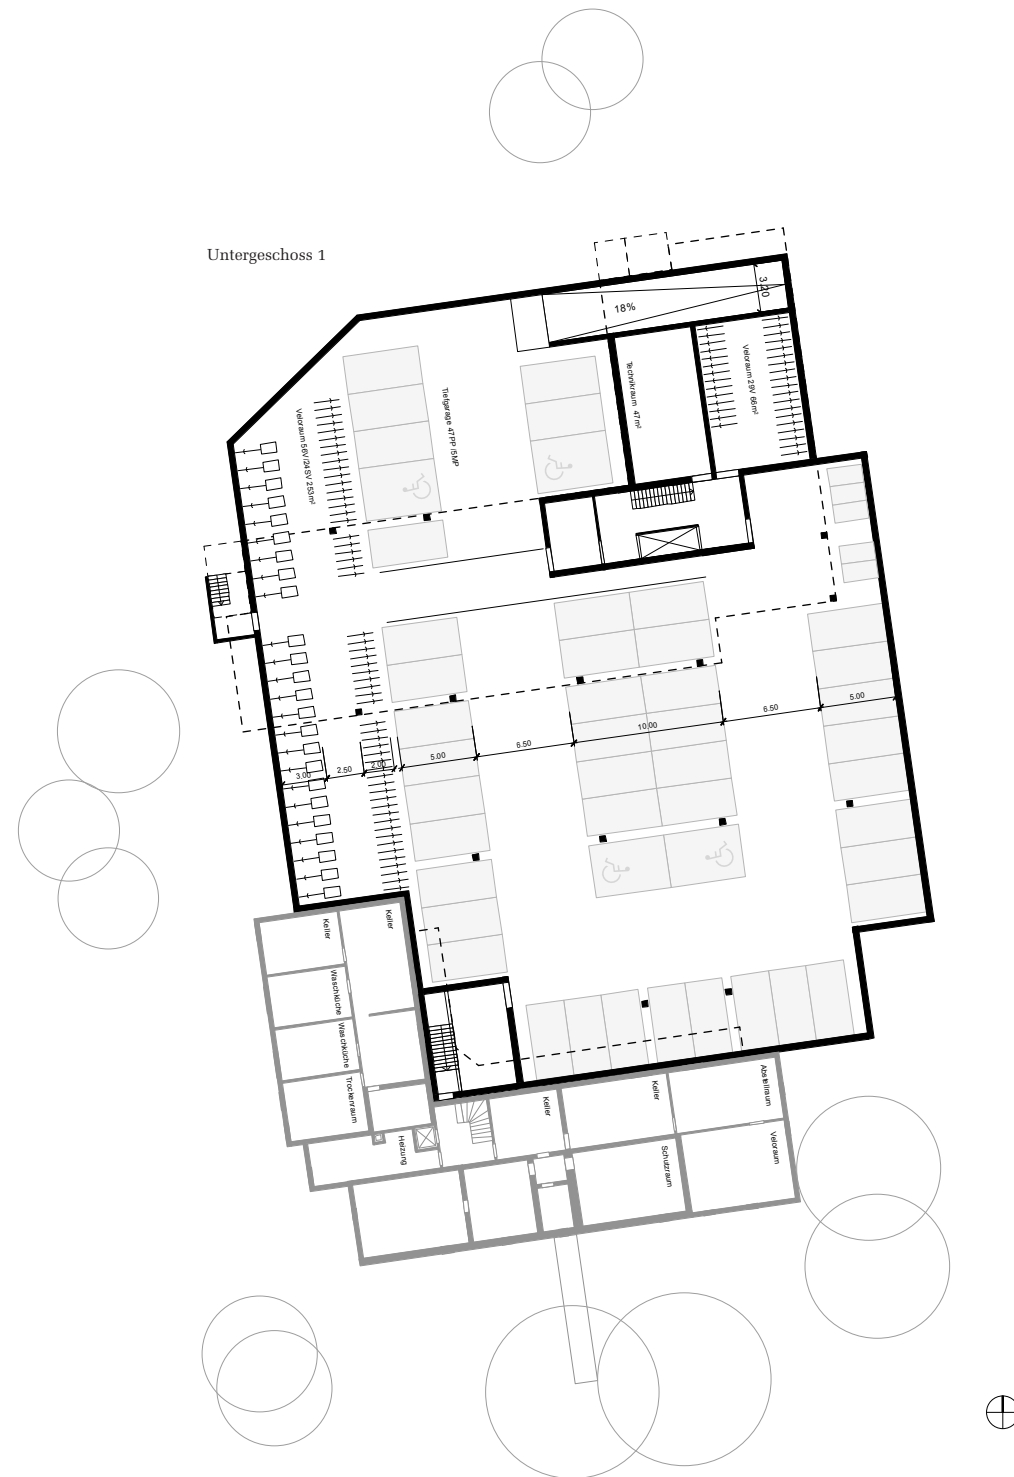 Untergeschoss 1
18%
3.20
Technikraum 47m²
Veloraum 29V 66m²
Tiefgarage 47PP /5MP
Veloraum 56V/24SV 253m²
3.00
2.50
2.00
5.00
6.50
10.00
6.50
5.00
Keller
Keller
Waschküche
Waschküche
Trockenraum
Heizung
Keller
Keller
Abstellraum
Schutzraum
Veloraum